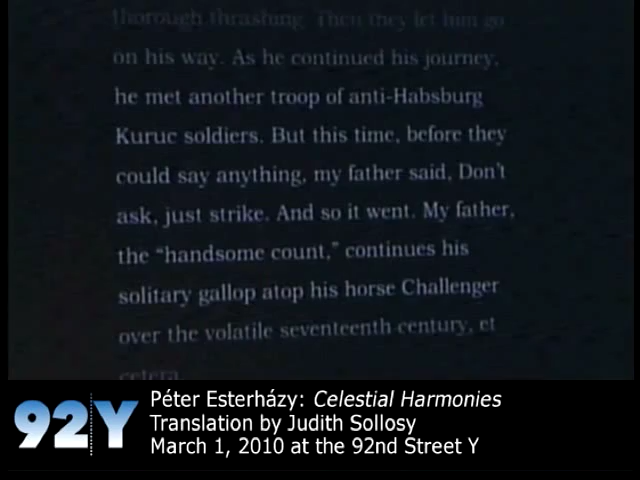 thorough thrashing. Then they let him go
on his way. As he continued his journey,
he met another troop of anti-Habsburg
Kuruc soldiers. But this time, before they
could say anything, my father said, Don't
ask, just strike. And so it went. My father,
the “handsome count,” continues his
solitary gallop atop his horse Challenger
over the volatile seventeenth century, et
cetera
92Y
Péter Esterházy: Celestial Harmonies
Translation by Judith Sollosy
March 1, 2010 at the 92nd Street Y